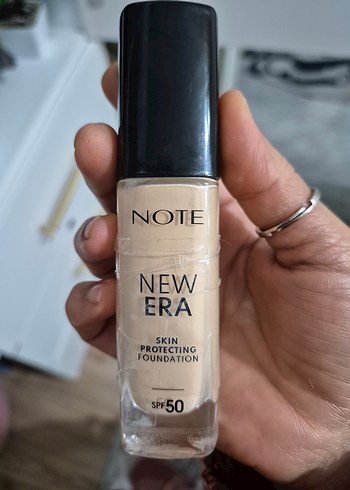 NOTE
NEW
ERA
SKIN
PROTECTING
FOUNDATION
SPF50